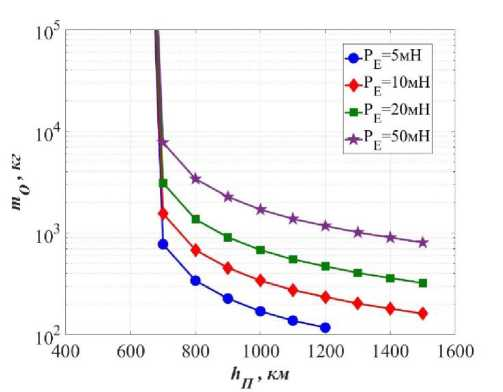 10⁵
10⁴
10³
10²
m_O, кг
P_E=5мН
P_E=10мН
P_E=20мН
P_E=50мН
400 600 800 1000 1200 1400 1600
h_П, км